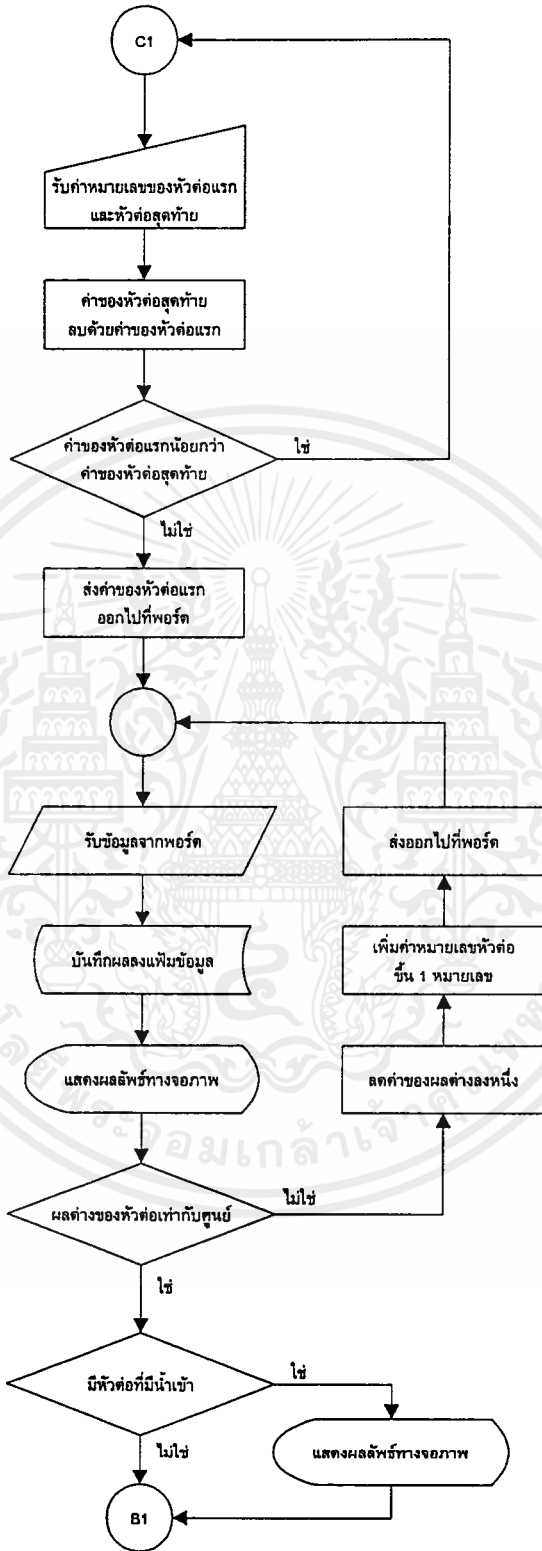 C1
รับค่าหมายเลขของหัวต่อแรก
และหัวต่อสุดท้าย
ค่าของหัวต่อสุดท้าย
ลบด้วยค่าของหัวต่อแรก
ค่าของหัวต่อแรกน้อยกว่า
ค่าของหัวต่อสุดท้าย
ใช่
ไม่ใช่
ส่งค่าของหัวต่อแรก
ออกไปที่พอร์ต
รับข้อมูลจากพอร์ต
ส่งออกไปที่พอร์ต
บันทึกผลลงแฟ้มข้อมูล
เพิ่มค่าหมายเลขหัวต่อ
ขึ้น 1 หมายเลข
แสดงผลลัพธ์ทางจอภาพ
ลดค่าของผลต่างลงหนึ่ง
ผลต่างของหัวต่อเท่ากับศูนย์
ไม่ใช่
ใช่
มีหัวต่อที่มีน้ำเข้า
ใช่
ไม่ใช่
แสดงผลลัพธ์ทางจอภาพ
B1